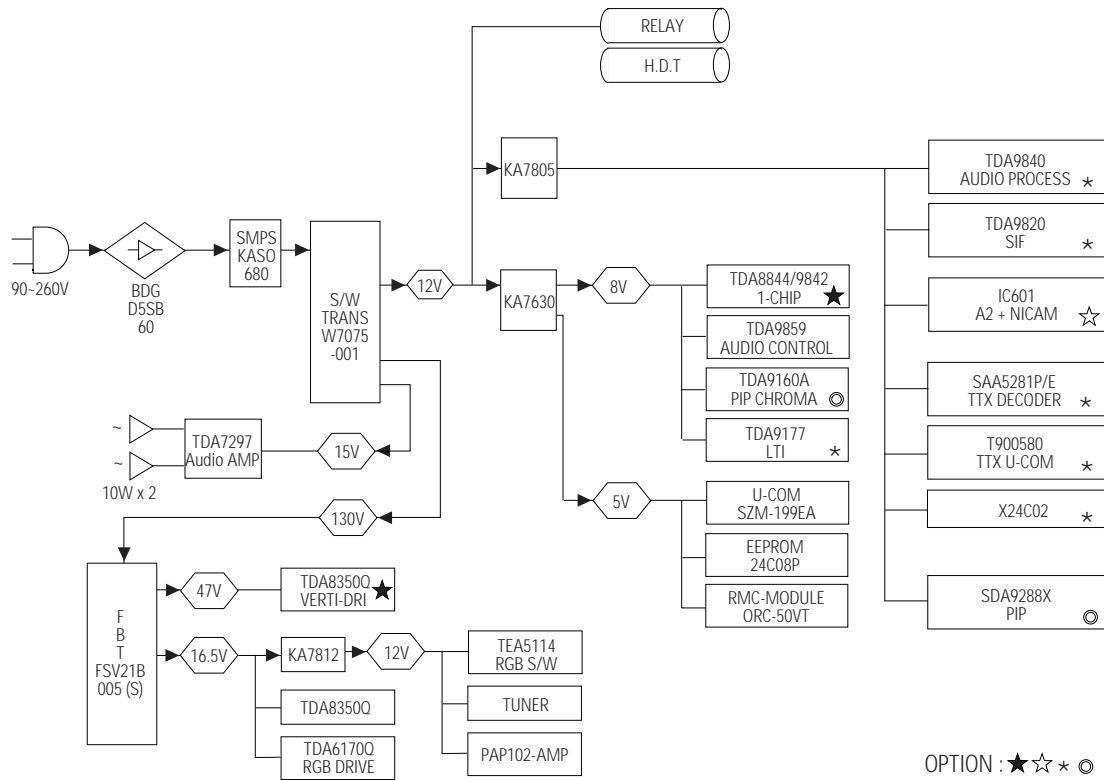 RELAY
H.D.T
KA7805
TDA9840
AUDIO PROCESS *
TDA9820
SIF *
IC601
A2 + NICAM ☆
SAA5281P/E
TTX DECODER *
T900580
TTX U-COM *
X24C02 *
SDA9288X
PIP ◎
90~260V
BDG
D5SB
60
SMPS
KASO
680
S/W
TRANS
W7075
-001
12V
KA7630
8V
TDA8844/9842
1-CHIP ★
TDA9859
AUDIO CONTROL
TDA9160A
PIP CHROMA ◎
TDA9177
LTI *
5V
U-COM
SZM-199EA
EEPROM
24C08P
RMC-MODULE
ORC-50VT
~
~
10W x 2
TDA7297
Audio AMP
15V
130V
F
B
T
FSV21B
005 (S)
47V
TDA8350Q
VERTI-DRI ★
16.5V
KA7812
12V
TEA5114
RGB S/W
TUNER
PAP102-AMP
TDA8350Q
TDA6170Q
RGB DRIVE
OPTION : ★ ☆ * ◎